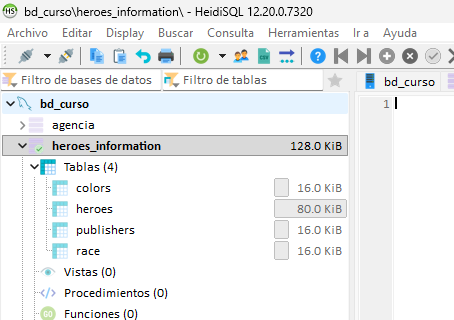 HS bd_curso\heroes_information\ - HeidiSQL 12.20.0.7320
Archivo Editar Display Buscar Consulta Herramientas Ir a Ayuda
Filtro de bases de datos Filtro de tablas bd_curso
bd_curso 1
agencia
heroes_information 128.0 KiB
Tablas (4)
colors 16.0 KiB
heroes 80.0 KiB
publishers 16.0 KiB
race 16.0 KiB
Vistas (0)
Procedimientos (0)
GO Funciones (0)